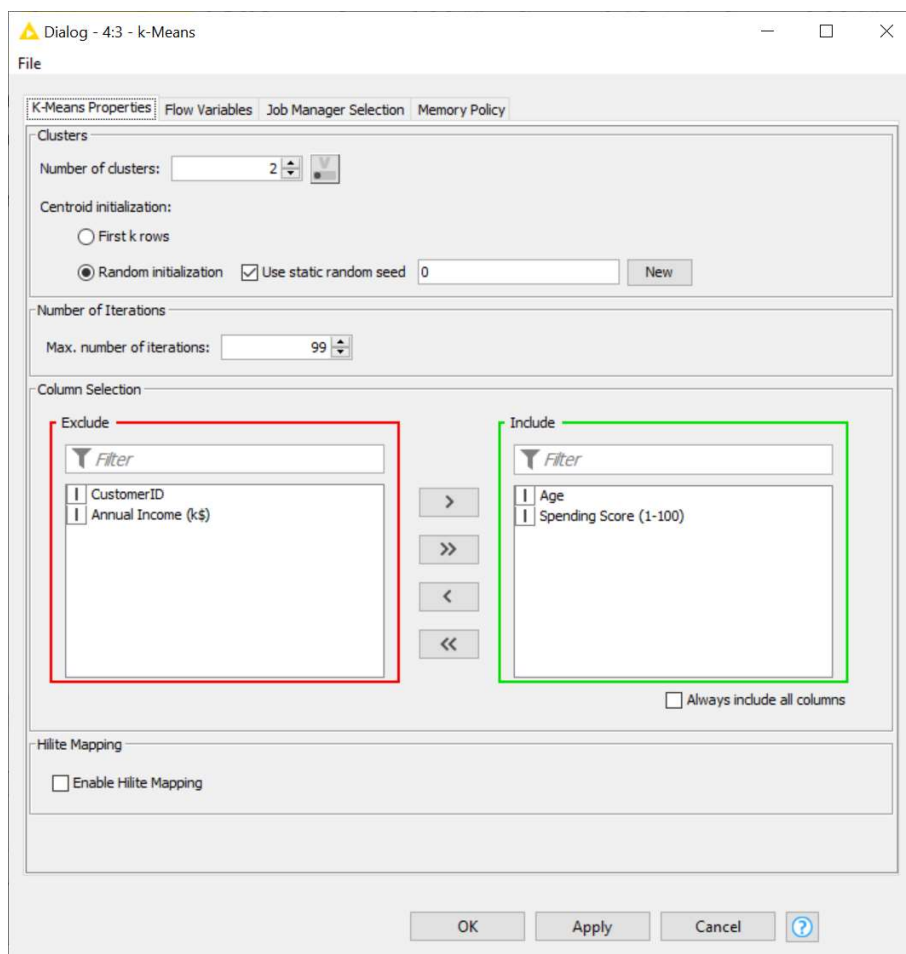 Dialog - 4:3 - k-Means
File
K-Means Properties Flow Variables Job Manager Selection Memory Policy
Clusters
Number of clusters: 2
Centroid initialization:
First k rows
Random initialization Use static random seed 0 New
Number of Iterations
Max. number of iterations: 99
Column Selection
Exclude Include
Filter Filter
I CustomerID I Age
I Annual Income (k$) I Spending Score (1-100)
>
>>
<
<<
Always include all columns
Hilite Mapping
Enable Hilite Mapping
OK Apply Cancel ?